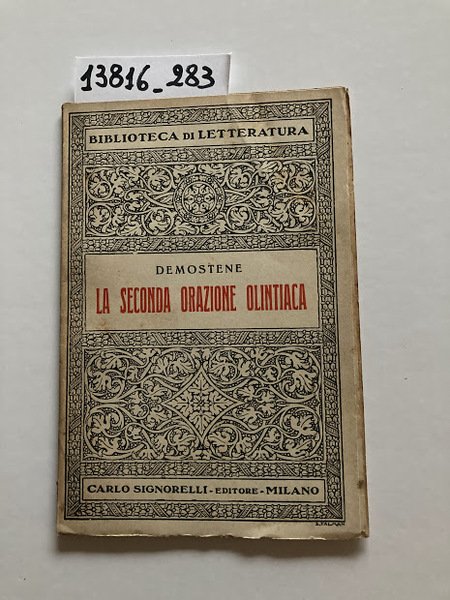 13816_283
BIBLIOTECA DI LETTERATURA
DEMOSTENE
LA SECONDA ORAZIONE OLINTIACA
CARLO SIGNORELLI - EDITORE - MILANO